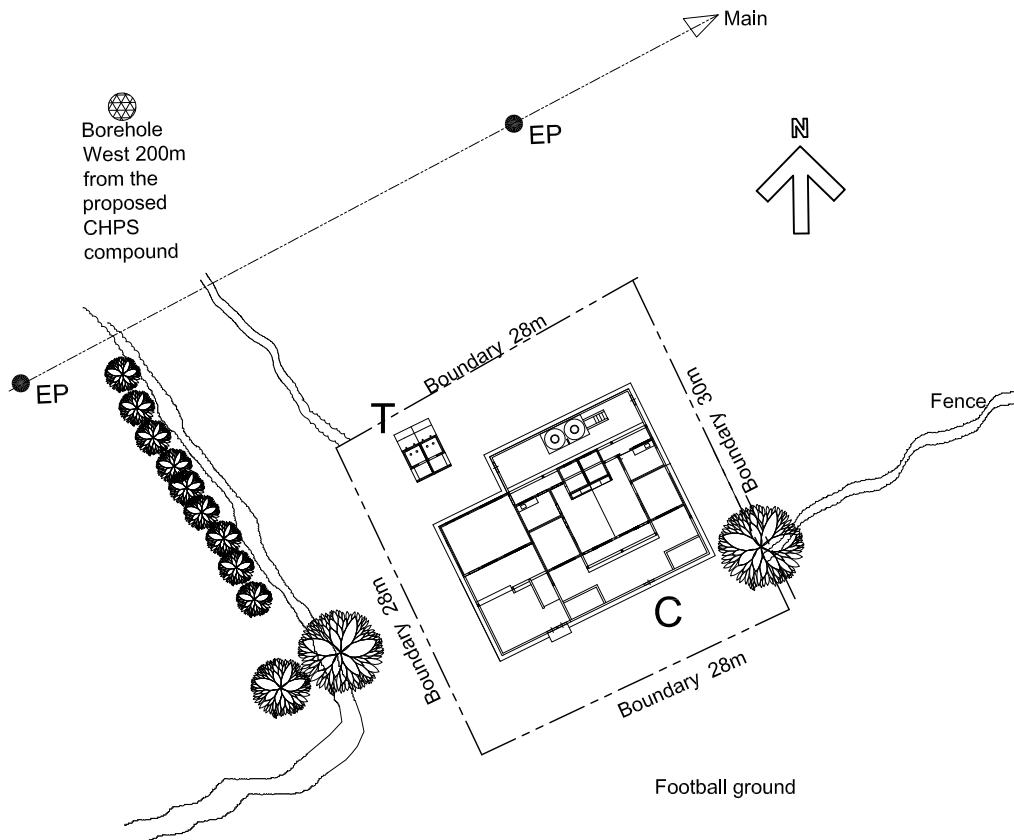 Main
Borehole
West 200m
from the
proposed
CHPS
compound
EP
N
Boundary 28m
EP
T
Boundary 30m
Fence
Boundary 28m
C
Boundary 28m
Football ground